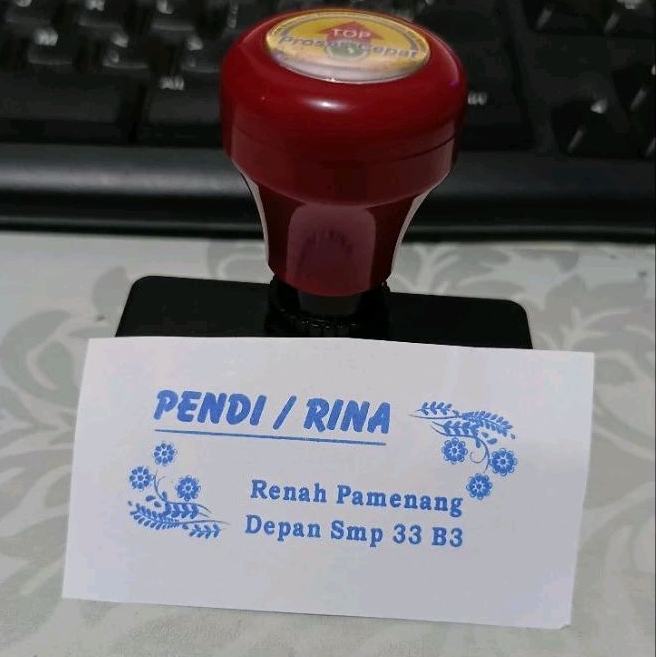 TOP
PENDI / RINA
Renah Pamenang
Depan Smp 33 B3